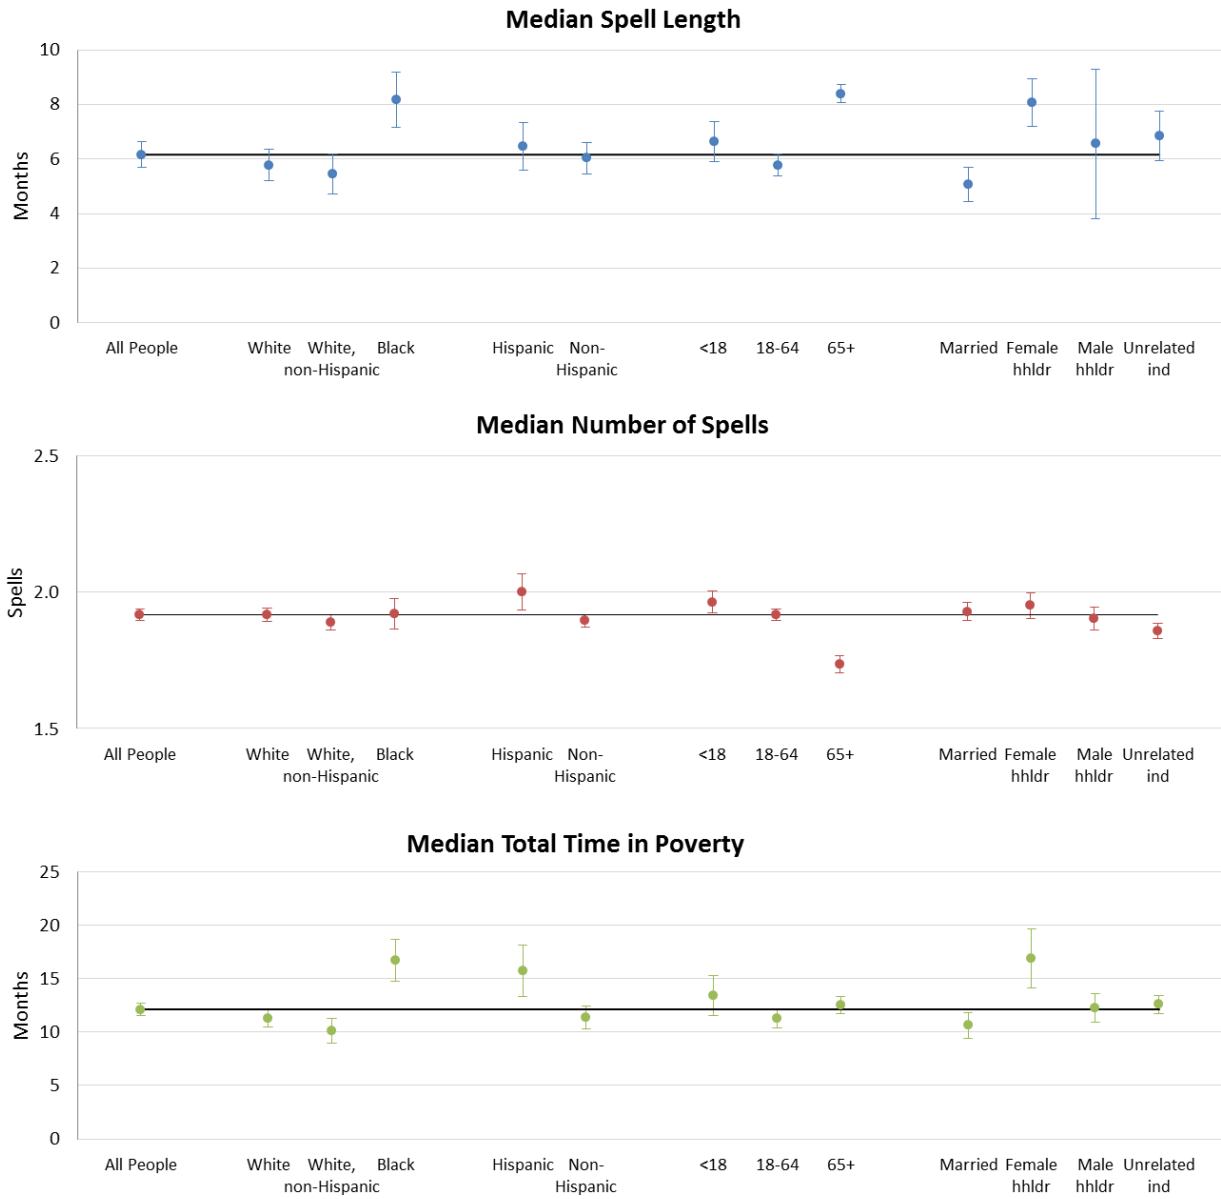 Median Spell Length
10
8
6
4
2
0
Months
All People White White, Black Hispanic Non- <18 18-64 65+ Married Female Male Unrelated
non-Hispanic Hispanic hhldr hhldr ind
Median Number of Spells
2.5
2.0
1.5
Spells
All People White White, Black Hispanic Non- <18 18-64 65+ Married Female Male Unrelated
non-Hispanic Hispanic hhldr hhldr ind
Median Total Time in Poverty
25
20
15
10
5
0
Months
All People White White, Black Hispanic Non- <18 18-64 65+ Married Female Male Unrelated
non-Hispanic Hispanic hhldr hhldr ind